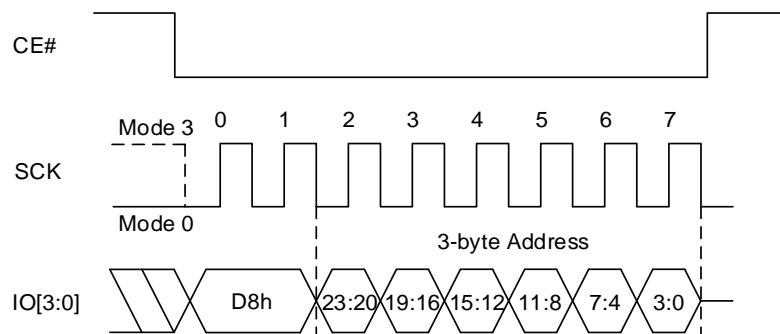 CE#
Mode 3 0 1 2 3 4 5 6 7
SCK
Mode 0
3-byte Address
IO[3:0] D8h 23:20 19:16 15:12 11:8 7:4 3:0